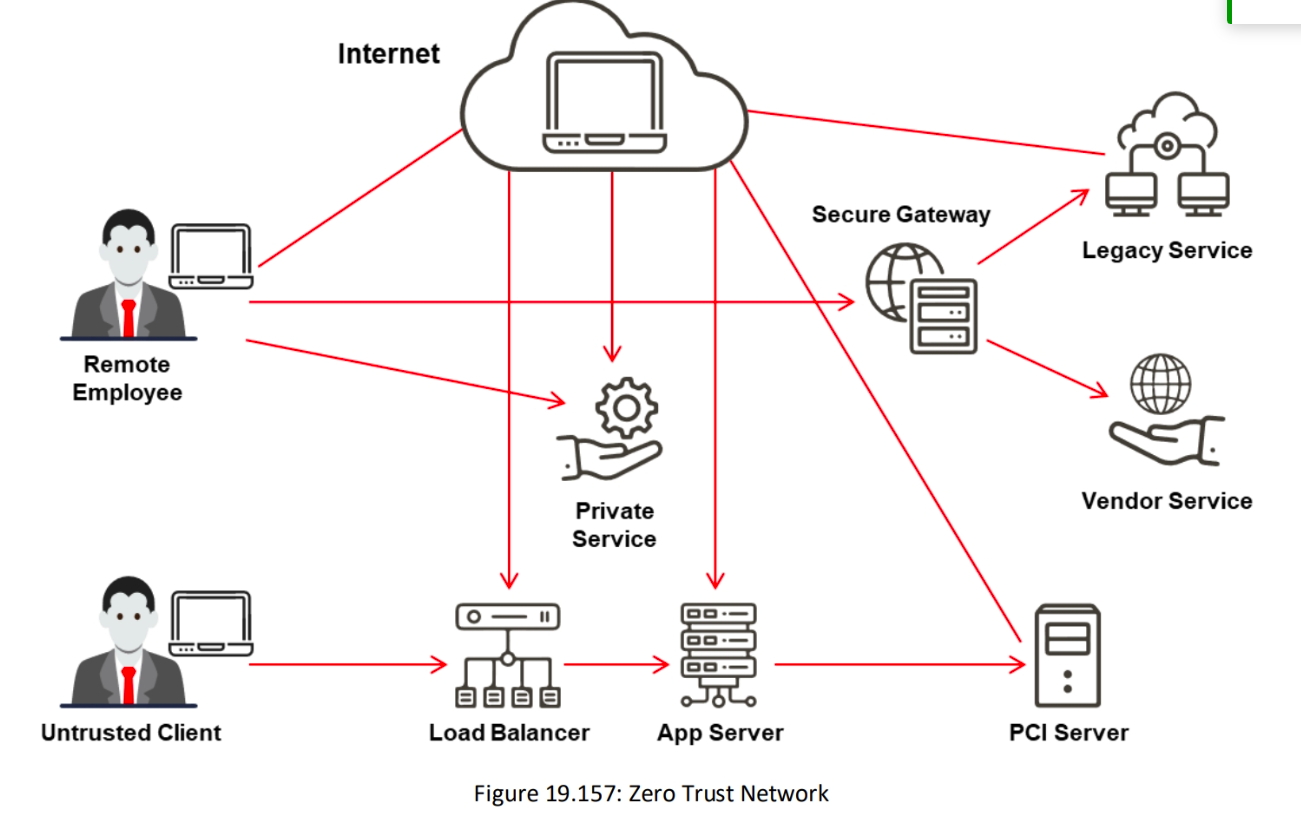 Internet
Secure Gateway
Legacy Service
Remote
Employee
Vendor Service
Private
Service
Untrusted Client
Load Balancer
App Server
PCI Server
Figure 19.157: Zero Trust Network